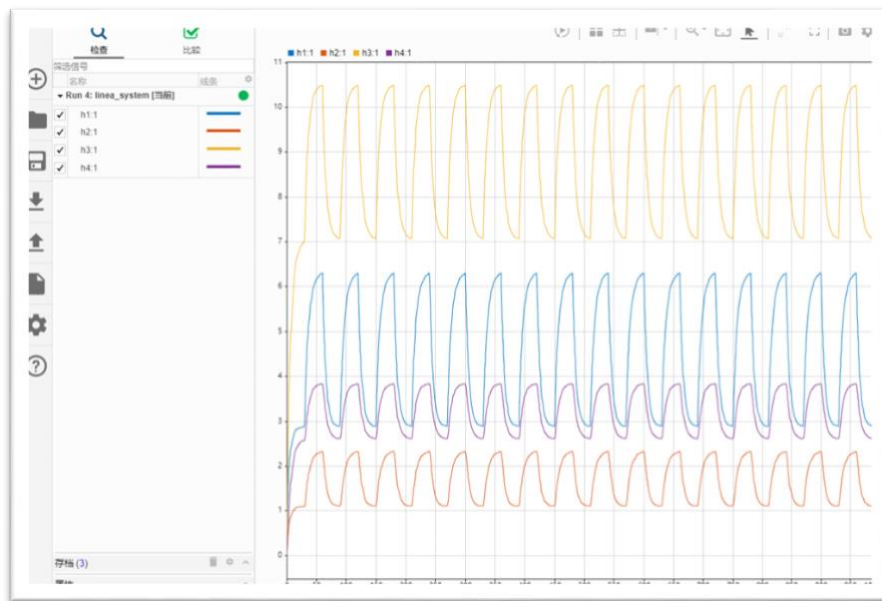 检查
比较
h1:1 h2:1 h3:1 h4:1
筛选信号
名称
线条
Run 4: linea_system [当前]
h1:1
h2:1
h3:1
h4:1
11
10
9
8
7
6
5
4
3
2
1
0
存档 (3)